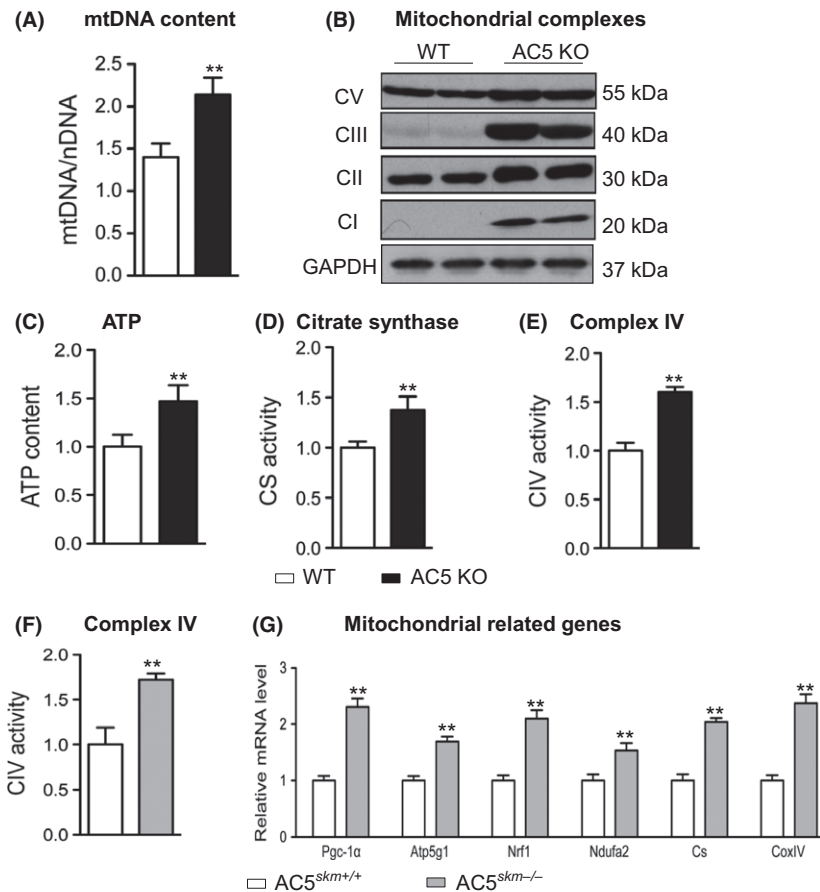 (A) mtDNA content
mtDNA/nDNA
2.5
2.0
1.5
1.0
0.5
0.0
**
(B) Mitochondrial complexes
WT AC5 KO
CV 55 kDa
CIII 40 kDa
CII 30 kDa
CI 20 kDa
GAPDH 37 kDa
(C) ATP
ATP content
2.0
1.5
1.0
0.5
0.0
**
(D) Citrate synthase
CS activity
2.0
1.5
1.0
0.5
0.0
**
(E) Complex IV
CIV activity
2.0
1.5
1.0
0.5
0.0
**
WT AC5 KO
(F) Complex IV
CIV activity
2.0
1.5
1.0
0.5
0.0
**
(G) Mitochondrial related genes
Relative mRNA level
3
2
1
0
** ** ** ** ** **
Pgc-1α Atp5g1 Nrf1 Ndufa2 Cs CoxIV
AC5skm+/+ AC5skm–/–